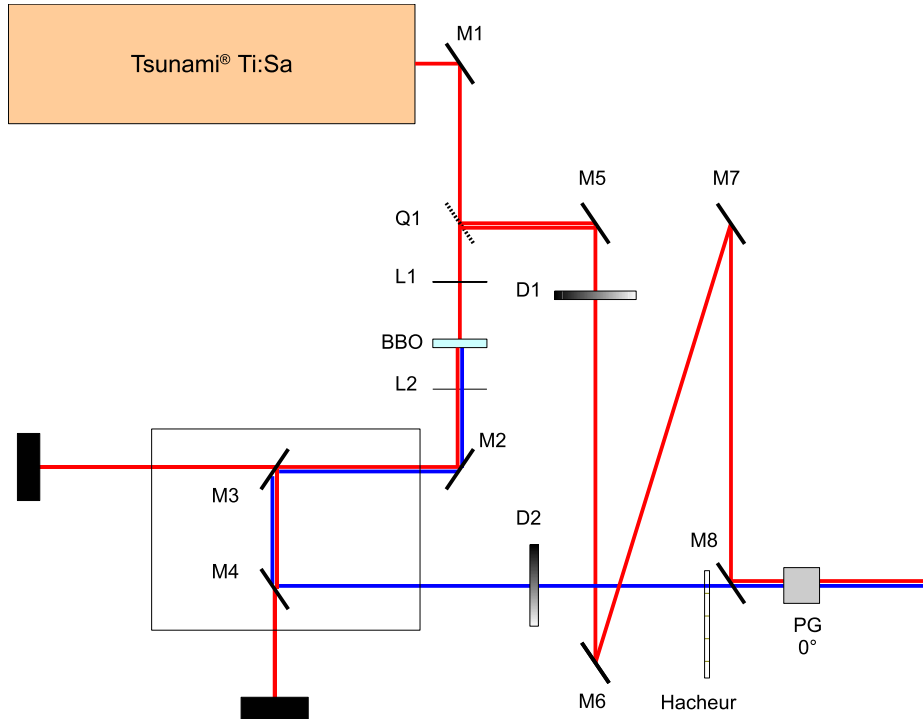 M1
Tsunami® Ti:Sa
M5
M7
Q1
L1
D1
BBO
L2
M2
M3
D2
M8
M4
PG
0°
M6
Hacheur